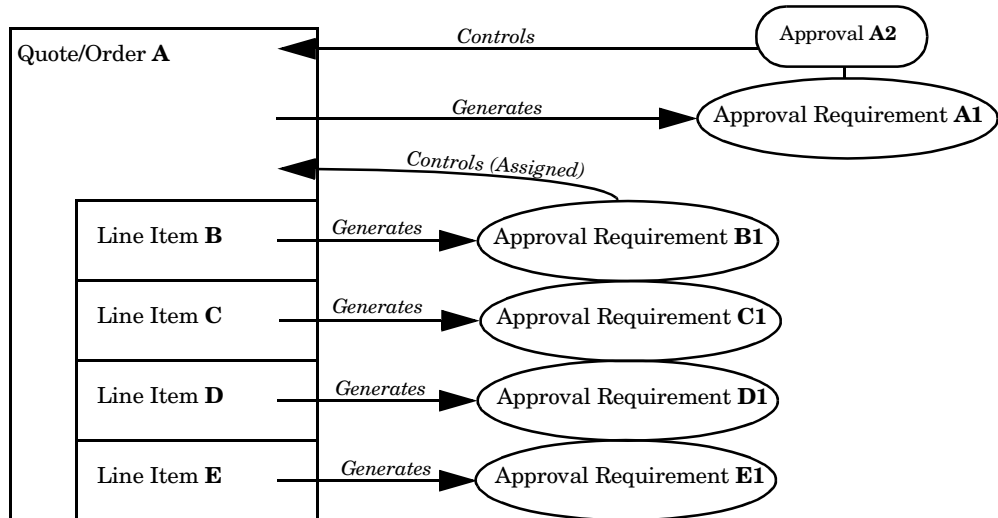 Controls
Approval A2
Quote/Order A
Generates
Approval Requirement A1
Controls (Assigned)
Line Item B
Generates
Approval Requirement B1
Line Item C
Generates
Approval Requirement C1
Line Item D
Generates
Approval Requirement D1
Line Item E
Generates
Approval Requirement E1